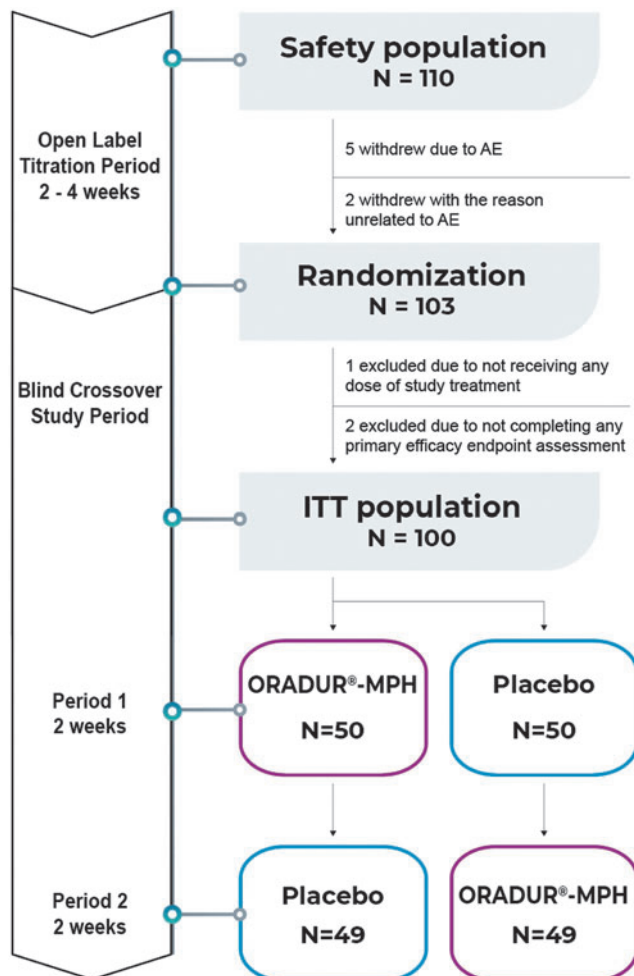 Safety population
N = 110
Open Label
Titration Period
2 - 4 weeks
5 withdrew due to AE
2 withdrew with the reason
unrelated to AE
Randomization
N = 103
Blind Crossover
Study Period
1 excluded due to not receiving any
dose of study treatment
2 excluded due to not completing any
primary efficacy endpoint assessment
ITT population
N = 100
Period 1
2 weeks
ORADUR®-MPH
N=50
Placebo
N=50
Period 2
2 weeks
Placebo
N=49
ORADUR®-MPH
N=49